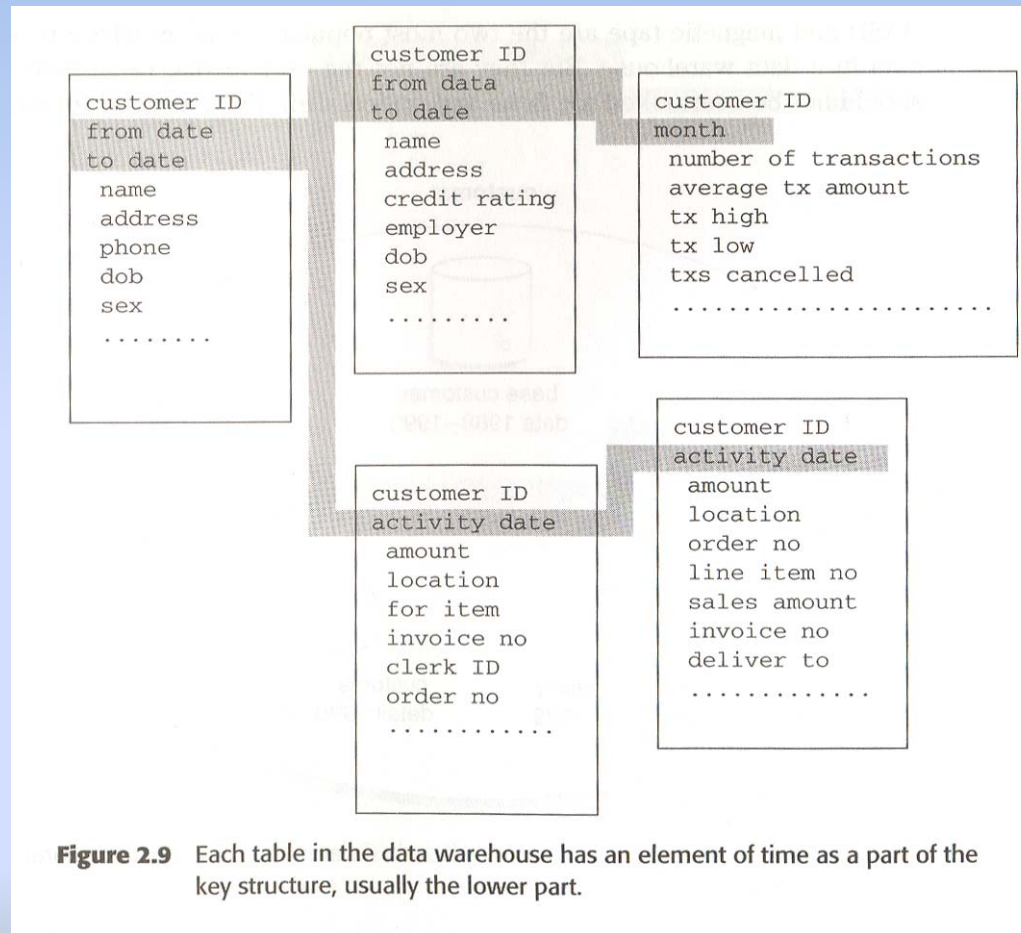 customer ID
from date
to date
name
address
phone
dob
sex
........
customer ID
from data
to date
name
address
credit rating
employer
dob
sex
.........
customer ID
month
number of transactions
average tx amount
tx high
tx low
txs cancelled
.......................
customer ID
activity date
amount
location
for item
invoice no
clerk ID
order no
............
customer ID
activity date
amount
location
order no
line item no
sales amount
invoice no
deliver to
.............
Figure 2.9 Each table in the data warehouse has an element of time as a part of the
key structure, usually the lower part.